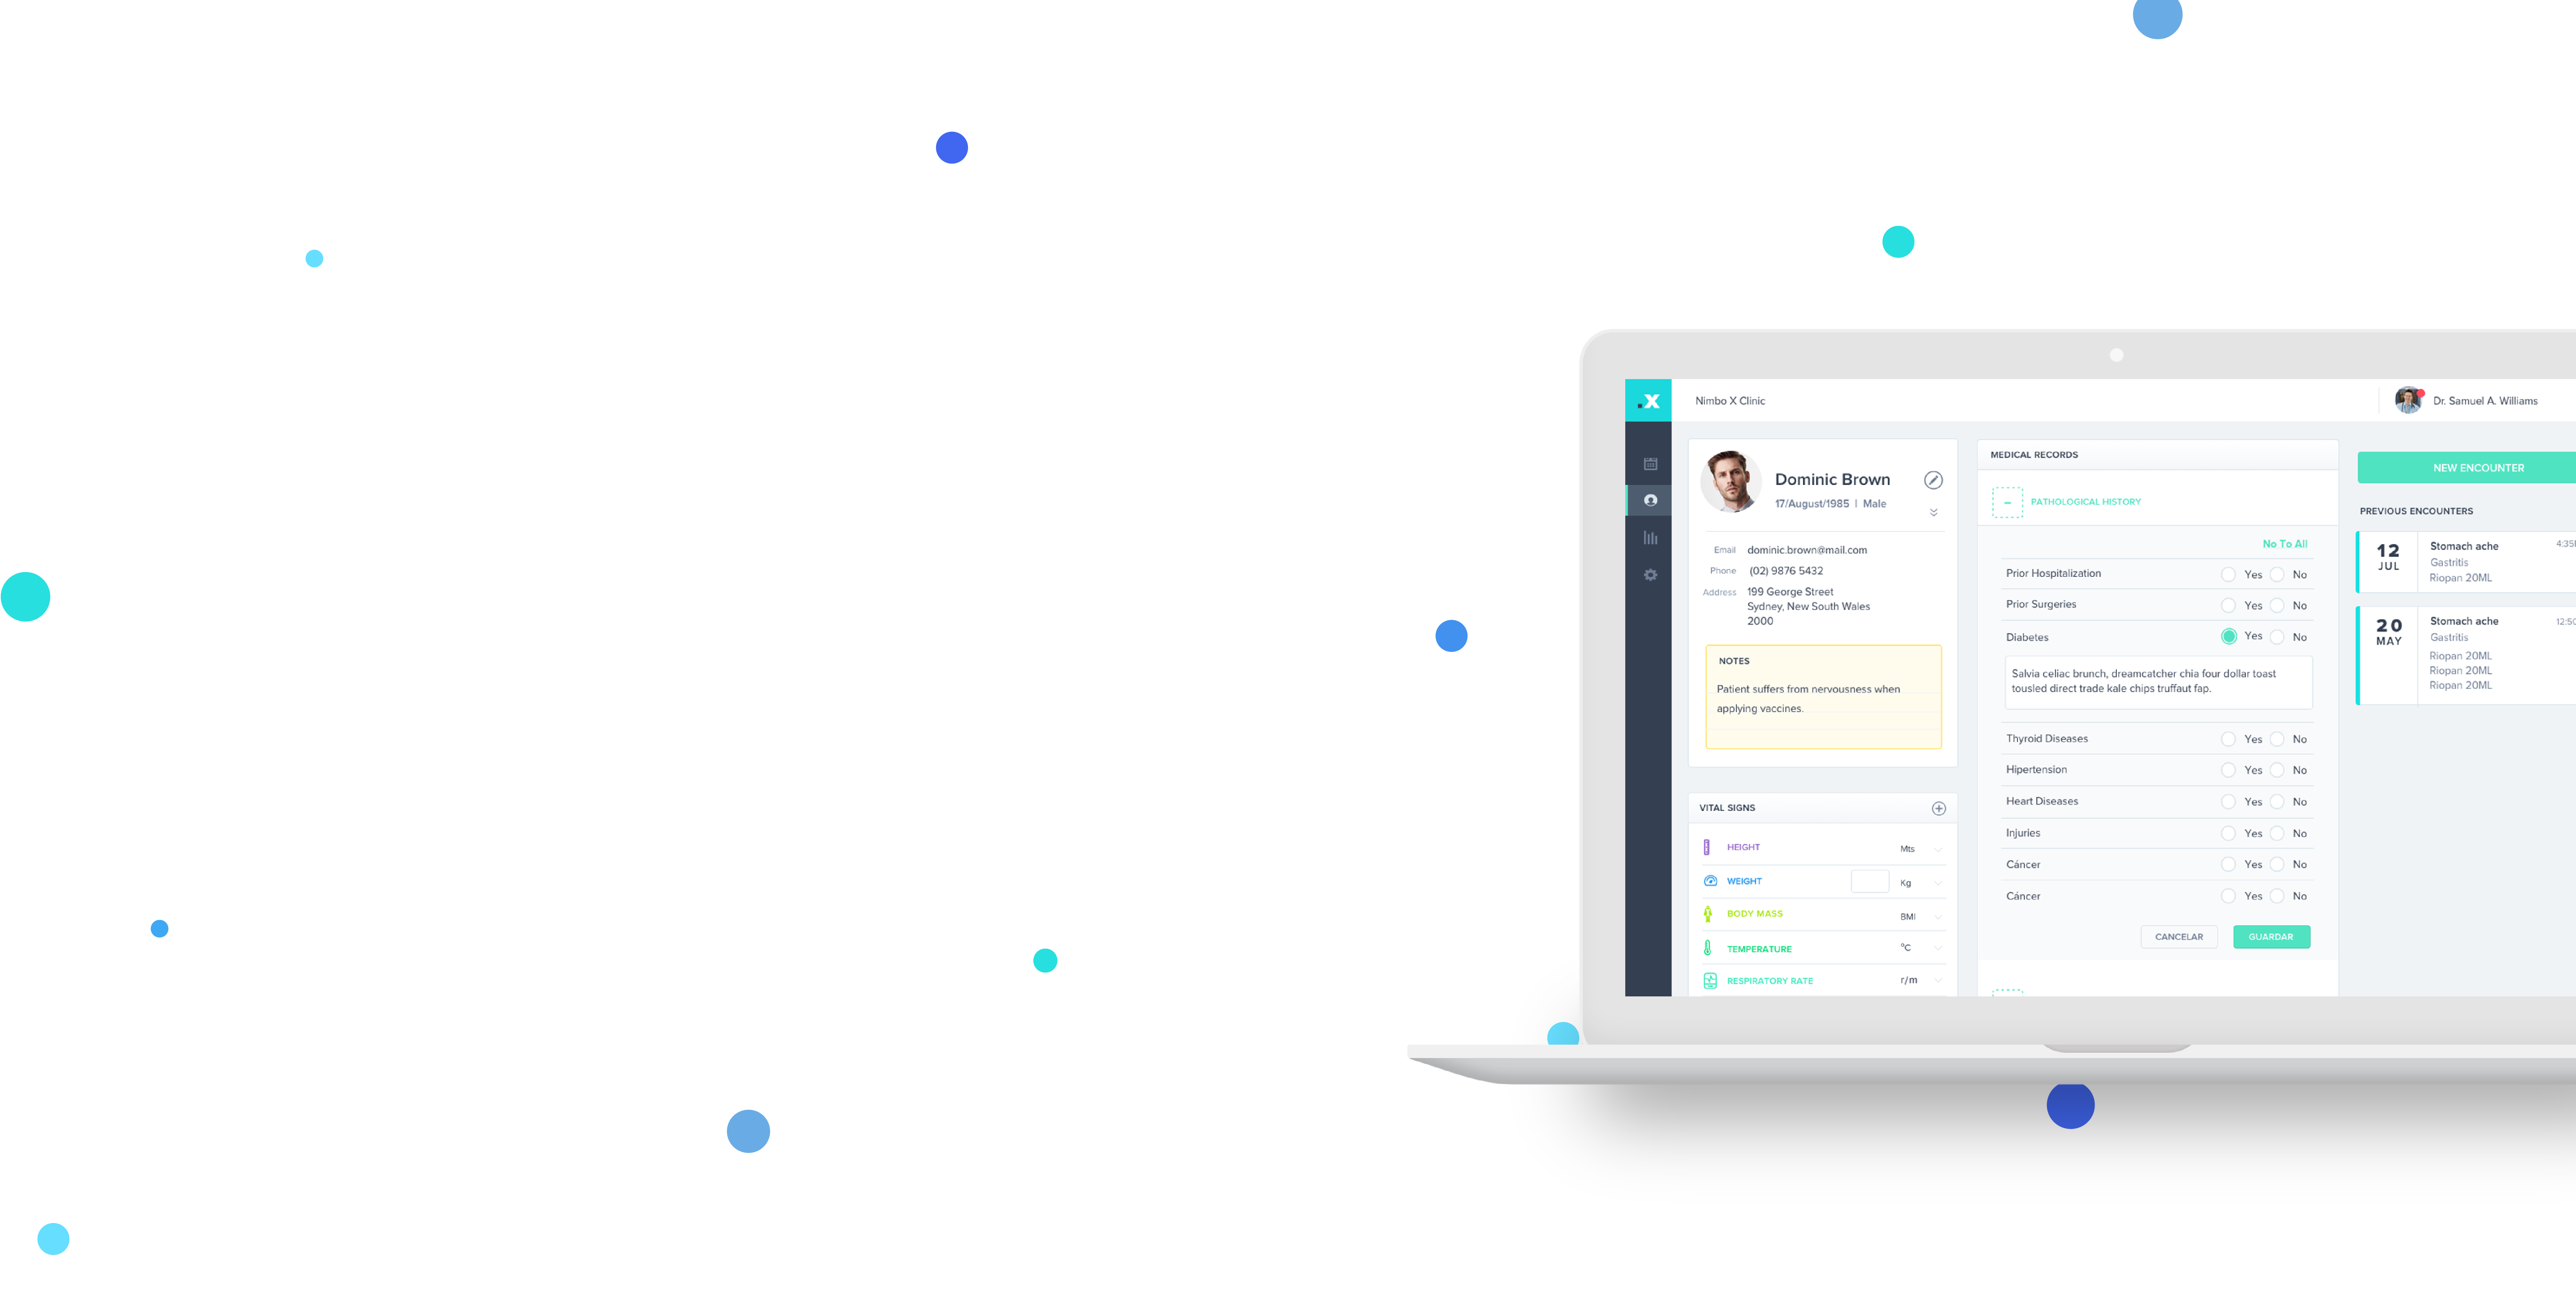 .X
Nimbo X Clinic
Dr. Samuel A. Williams
Dominic Brown
17/August/1985 | Male
Email dominic.brown@mail.com
Phone (02) 9876 5432
Address 199 George Street
Sydney, New South Wales
2000
NOTES
Patient suffers from nervousness when
applying vaccines.
VITAL SIGNS
HEIGHT Mts
WEIGHT Kg
BODY MASS BMI
TEMPERATURE °C
RESPIRATORY RATE r/m
MEDICAL RECORDS
PATHOLOGICAL HISTORY
No To All
Prior Hospitalization Yes No
Prior Surgeries Yes No
Diabetes Yes No
Salvia celiac brunch, dreamcatcher chia four dollar toast
tousled direct trade kale chips truffaut fap.
Thyroid Diseases Yes No
Hipertension Yes No
Heart Diseases Yes No
Injuries Yes No
Cáncer Yes No
Cáncer Yes No
CANCELAR GUARDAR
NEW ENCOUNTER
PREVIOUS ENCOUNTERS
12
JUL
Stomach ache
Gastritis
Riopan 20ML
20
MAY
Stomach ache
Gastritis
Riopan 20ML
Riopan 20ML
Riopan 20ML